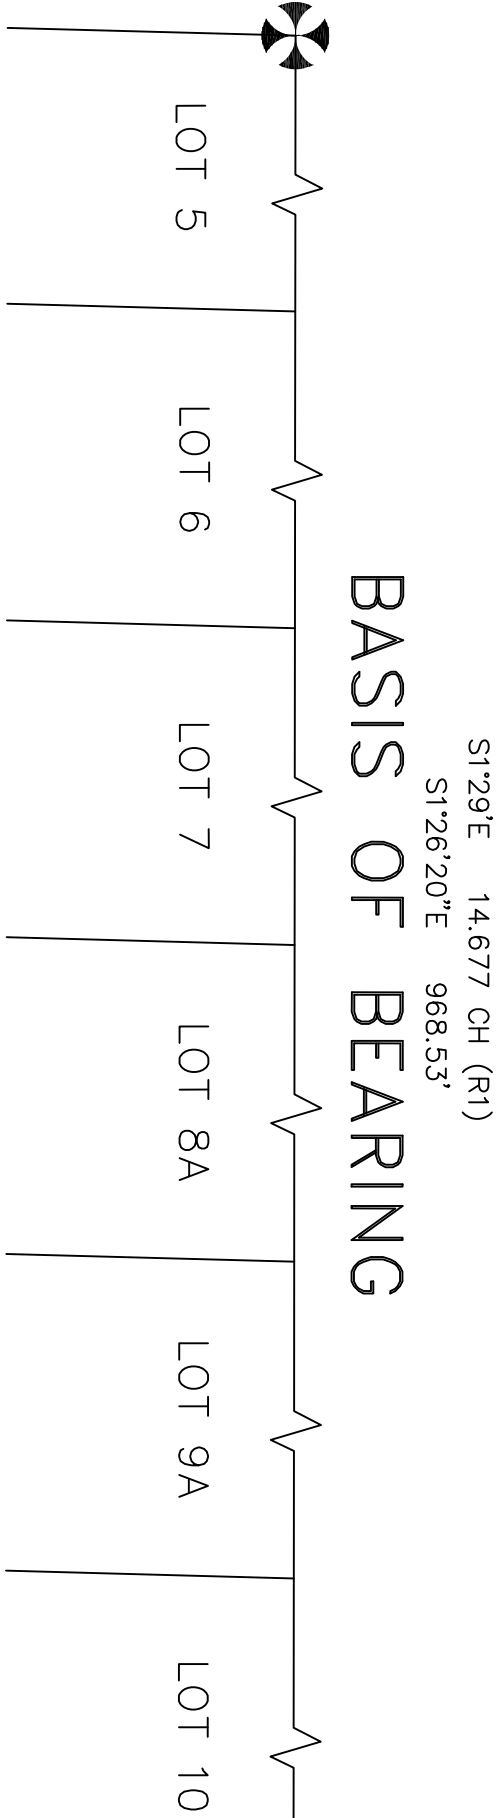 S1°29'E 14.677 CH (R1)
S1°26'20"E 968.53'
BASIS OF BEARING
LOT 5
LOT 6
LOT 7
LOT 8A
LOT 9A
LOT 10